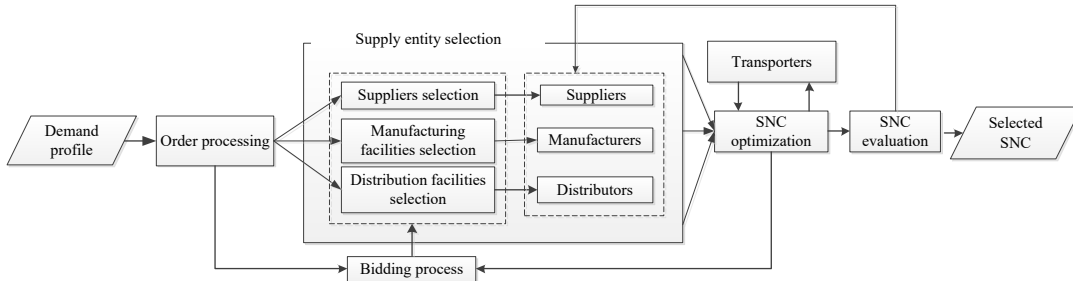 Supply entity selection
Demand
profile
Order processing
Suppliers selection
Manufacturing
facilities selection
Distribution facilities
selection
Suppliers
Manufacturers
Distributors
Bidding process
Transporters
SNC
optimization
SNC
evaluation
Selected
SNC